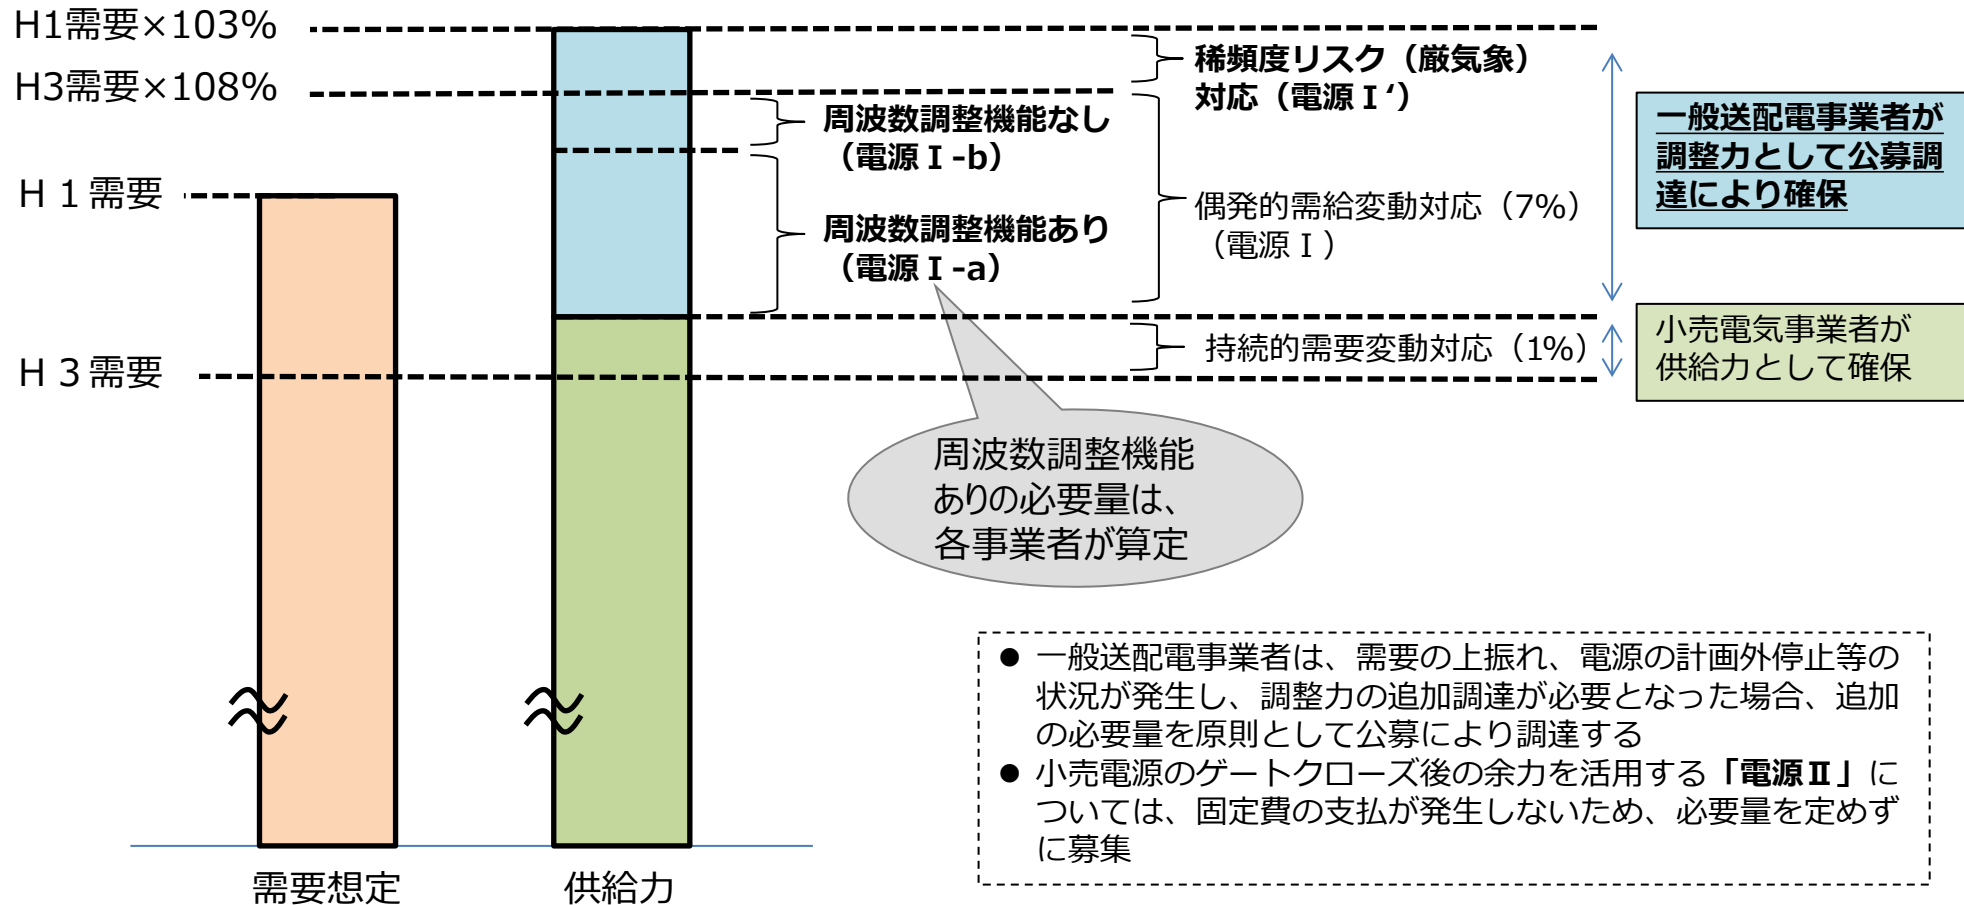 H1需要×103%
H3需要×108%
H１需要
H３需要
稀頻度リスク（厳気象）
対応（電源Ⅰ‘）
周波数調整機能なし
（電源Ⅰ-b）
周波数調整機能あり
（電源Ⅰ-a）
偶発的需給変動対応（7%）
（電源Ⅰ）
持続的需要変動対応（1%）
一般送配電事業者が
調整力として公募調
達により確保
小売電気事業者が
供給力として確保
周波数調整機能
ありの必要量は、
各事業者が算定
● 一般送配電事業者は、需要の上振れ、電源の計画外停止等の
状況が発生し、調整力の追加調達が必要となった場合、追加
の必要量を原則として公募により調達する
● 小売電源のゲートクローズ後の余力を活用する「電源Ⅱ」に
ついては、固定費の支払が発生しないため、必要量を定めず
に募集
需要想定
供給力